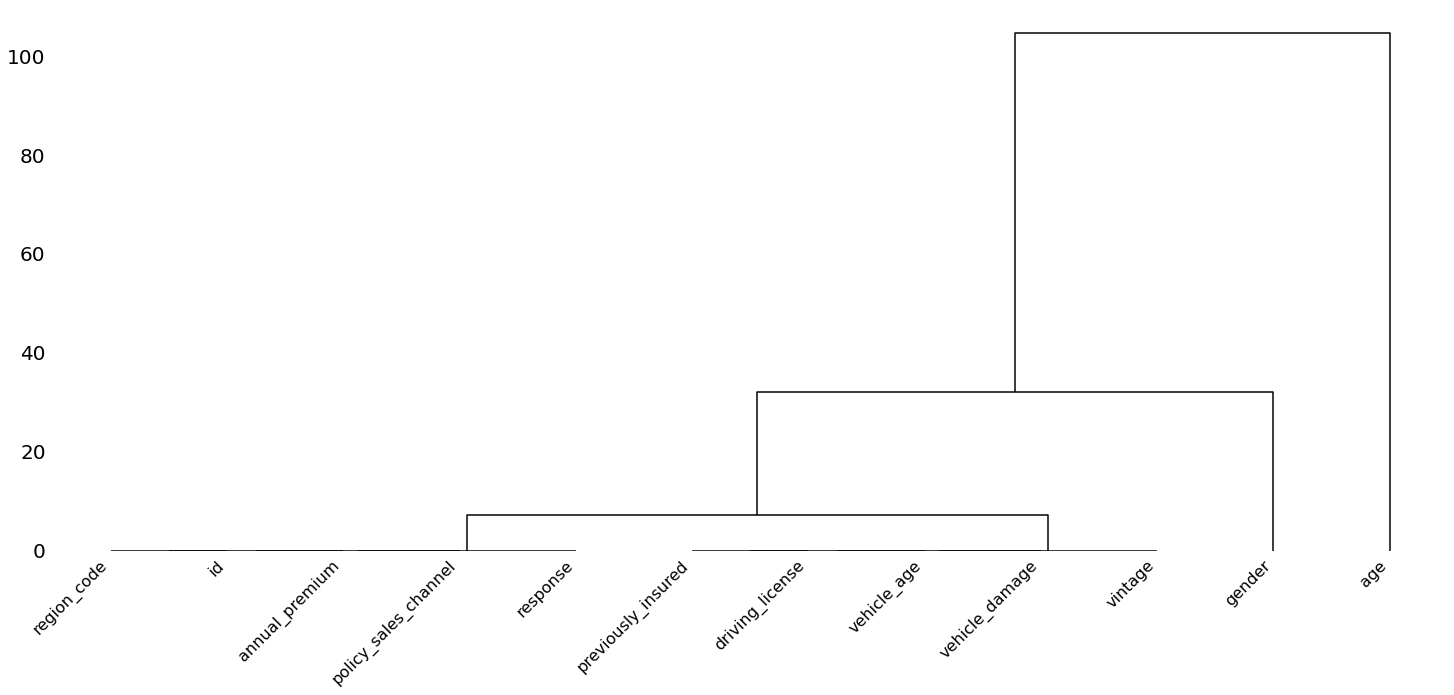 100
80
60
40
20
0
region_code
id
annual_premium
policy_sales_channel
response
previously_insured
driving_license
vehicle_age
vehicle_damage
vintage
gender
age